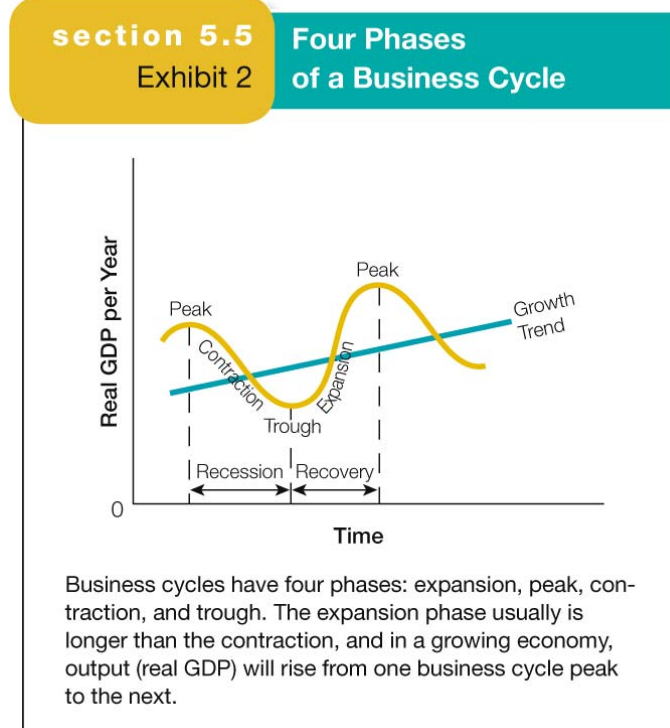 section 5.5
Exhibit 2
Four Phases
of a Business Cycle
Real GDP per Year
Peak
Contraction
Trough
Expansion
Peak
Growth
Trend
Recession
Recovery
0
Time
Business cycles have four phases: expansion, peak, con-
traction, and trough. The expansion phase usually is
longer than the contraction, and in a growing economy,
output (real GDP) will rise from one business cycle peak
to the next.